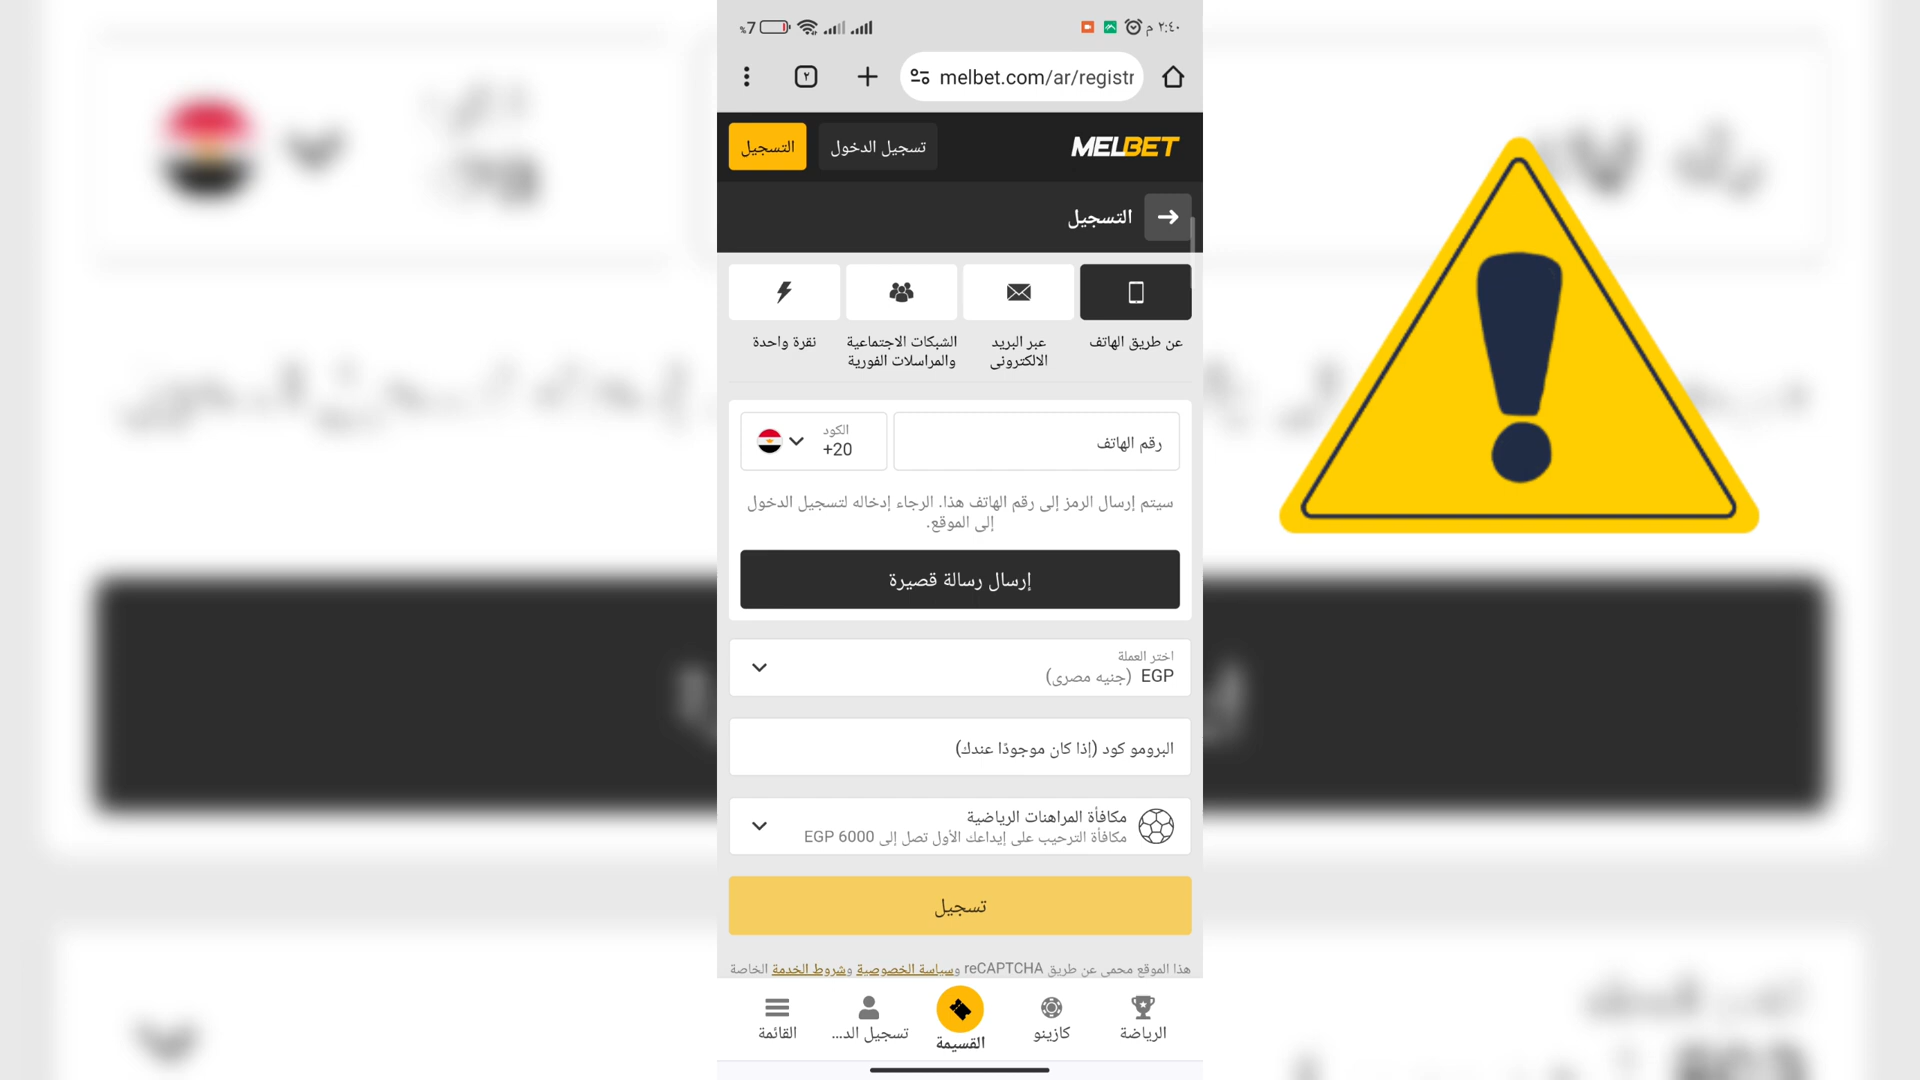 %7
٢:٤٠ م
٢
melbet.com/ar/registr
التسجيل
تسجيل الدخول
MELBET
التسجيل
عن طريق الهاتف
عبر البريد
الالكتروني
الشبكات الاجتماعية
والمراسلات الفورية
نقرة واحدة
رقم الهاتف
الكود
+20
سيتم إرسال الرمز إلى رقم الهاتف هذا. الرجاء إدخاله لتسجيل الدخول
إلى الموقع.
إرسال رسالة قصيرة
اختر العملة
EGP (جنيه مصرى)
البرومو كود (إذا كان موجودًا عندك)
مكافأة المراهنات الرياضية
مكافأة الترحيب على إيداعك الأول تصل إلى 6000 EGP
تسجيل
هذا الموقع محمي عن طريق reCAPTCHA وسياسة الخصوصية وشروط الخدمة الخاصة
الرياضة
كازينو
القسيمة
تسجيل الد...
القائمة